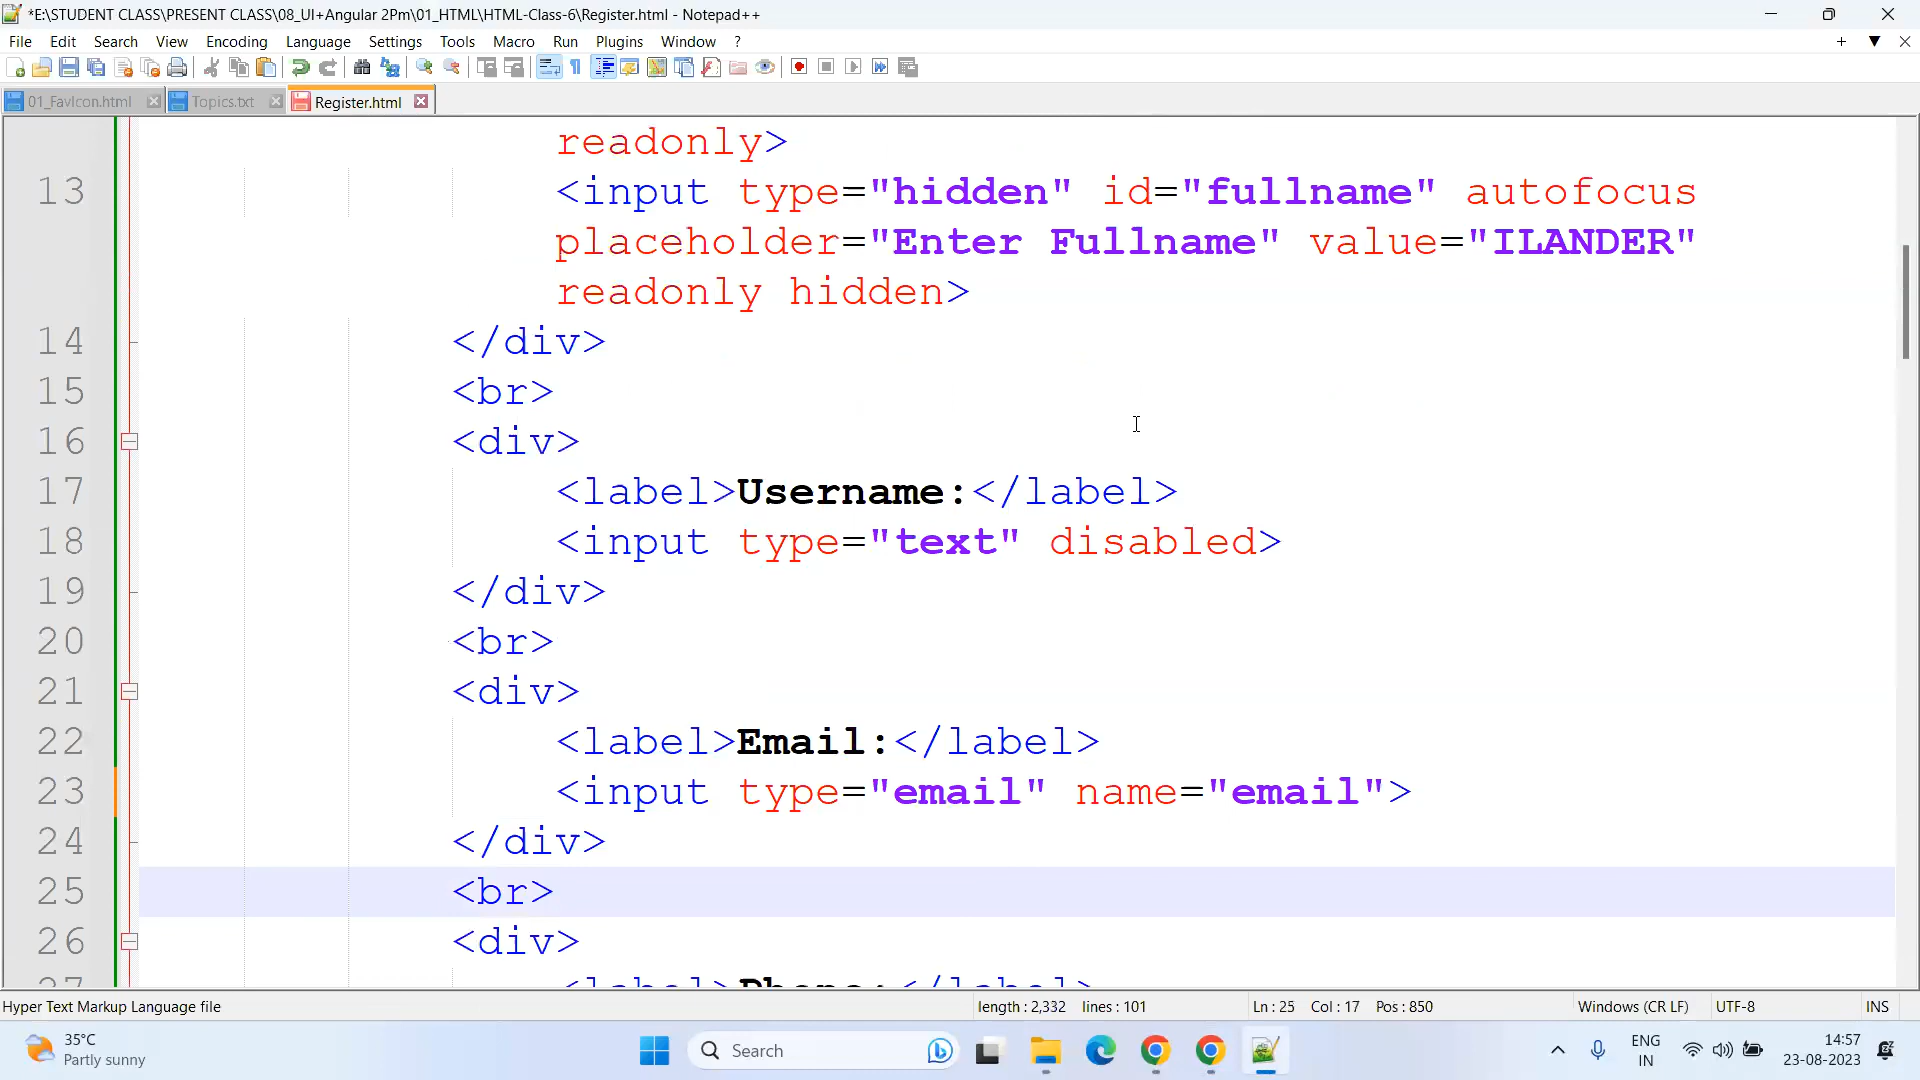 *E:\STUDENT CLASS\PRESENT CLASS\08_UI+Angular 2Pm\01_HTML\HTML-Class-6\Register.html - Notepad++
File Edit Search View Encoding Language Settings Tools Macro Run Plugins Window ?
01_FavIcon.html Topics.txt Register.html
readonly>
13 <input type="hidden" id="fullname" autofocus
placeholder="Enter Fullname" value="ILANDER"
readonly hidden>
14 </div>
15 <br>
16 <div>
17 <label>Username:</label>
18 <input type="text" disabled>
19 </div>
20 <br>
21 <div>
22 <label>Email:</label>
23 <input type="email" name="email">
24 </div>
25 <br>
26 <div>
27 <label>Phone:</label>
Hyper Text Markup Language file length : 2,332 lines : 101 Ln : 25 Col : 17 Pos : 850 Windows (CR LF) UTF-8 INS
35°C
Partly sunny
Search
ENG
IN
14:57
23-08-2023